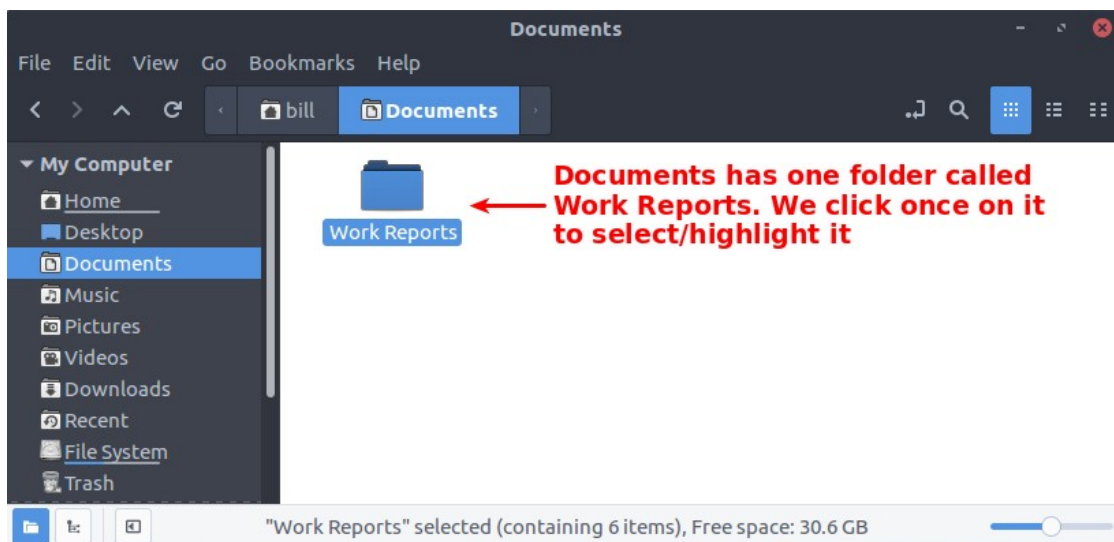 Documents
File Edit View Go Bookmarks Help
bill Documents
My Computer
Home
Desktop
Documents
Music
Pictures
Videos
Downloads
Recent
File System
Trash
Work Reports
Documents has one folder called
Work Reports. We click once on it
to select/highlight it
"Work Reports" selected (containing 6 items), Free space: 30.6 GB